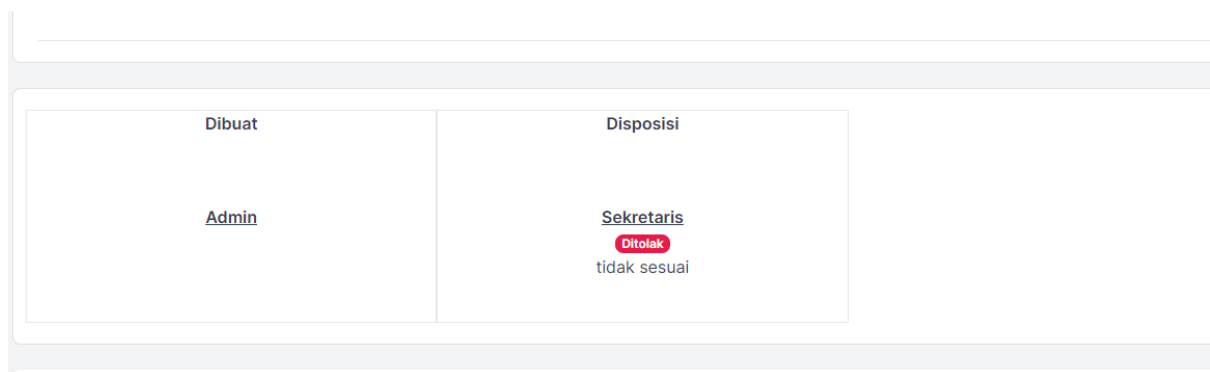 Dibuat
Disposisi
Admin
Sekretaris
Ditolak
tidak sesuai